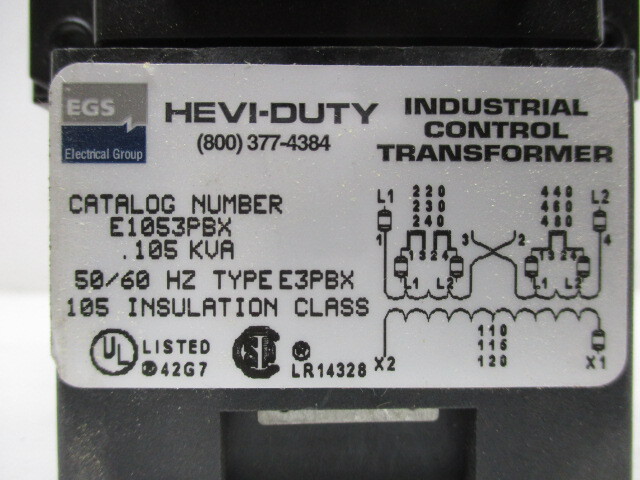 EGS
Electrical Group
HEVI-DUTY
(800) 377-4384
INDUSTRIAL
CONTROL
TRANSFORMER
CATALOG NUMBER
E1053PBX
.105 KVA
50/60 HZ TYPE E3PBX
105 INSULATION CLASS
UL LISTED
42G7
® LR14328
L1 220 440 L2
230 460
240 480
1 3 2 4
1 3 2 4 1 3 2 4
L1 L2 L1 L2
110
115
120
X2 X1